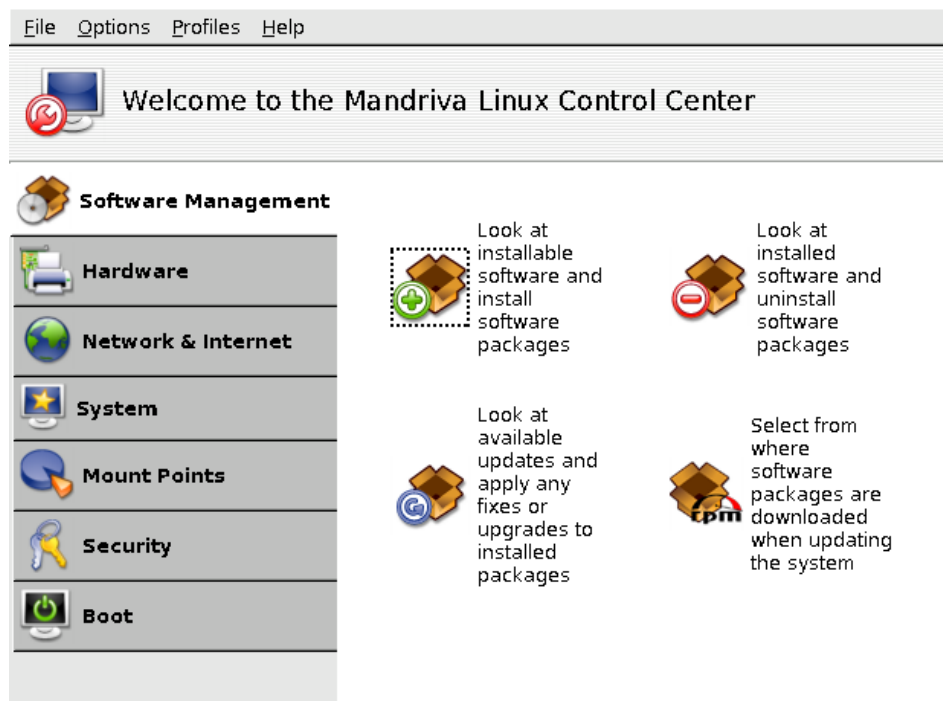 File Options Profiles Help
Welcome to the Mandriva Linux Control Center
Software Management
Hardware
Network & Internet
System
Mount Points
Security
Boot
Look at
installable
software and
install
software
packages
Look at
installed
software and
uninstall
software
packages
Look at
available
updates and
apply any
fixes or
upgrades to
installed
packages
rpm
Select from
where
software
packages are
downloaded
when updating
the system